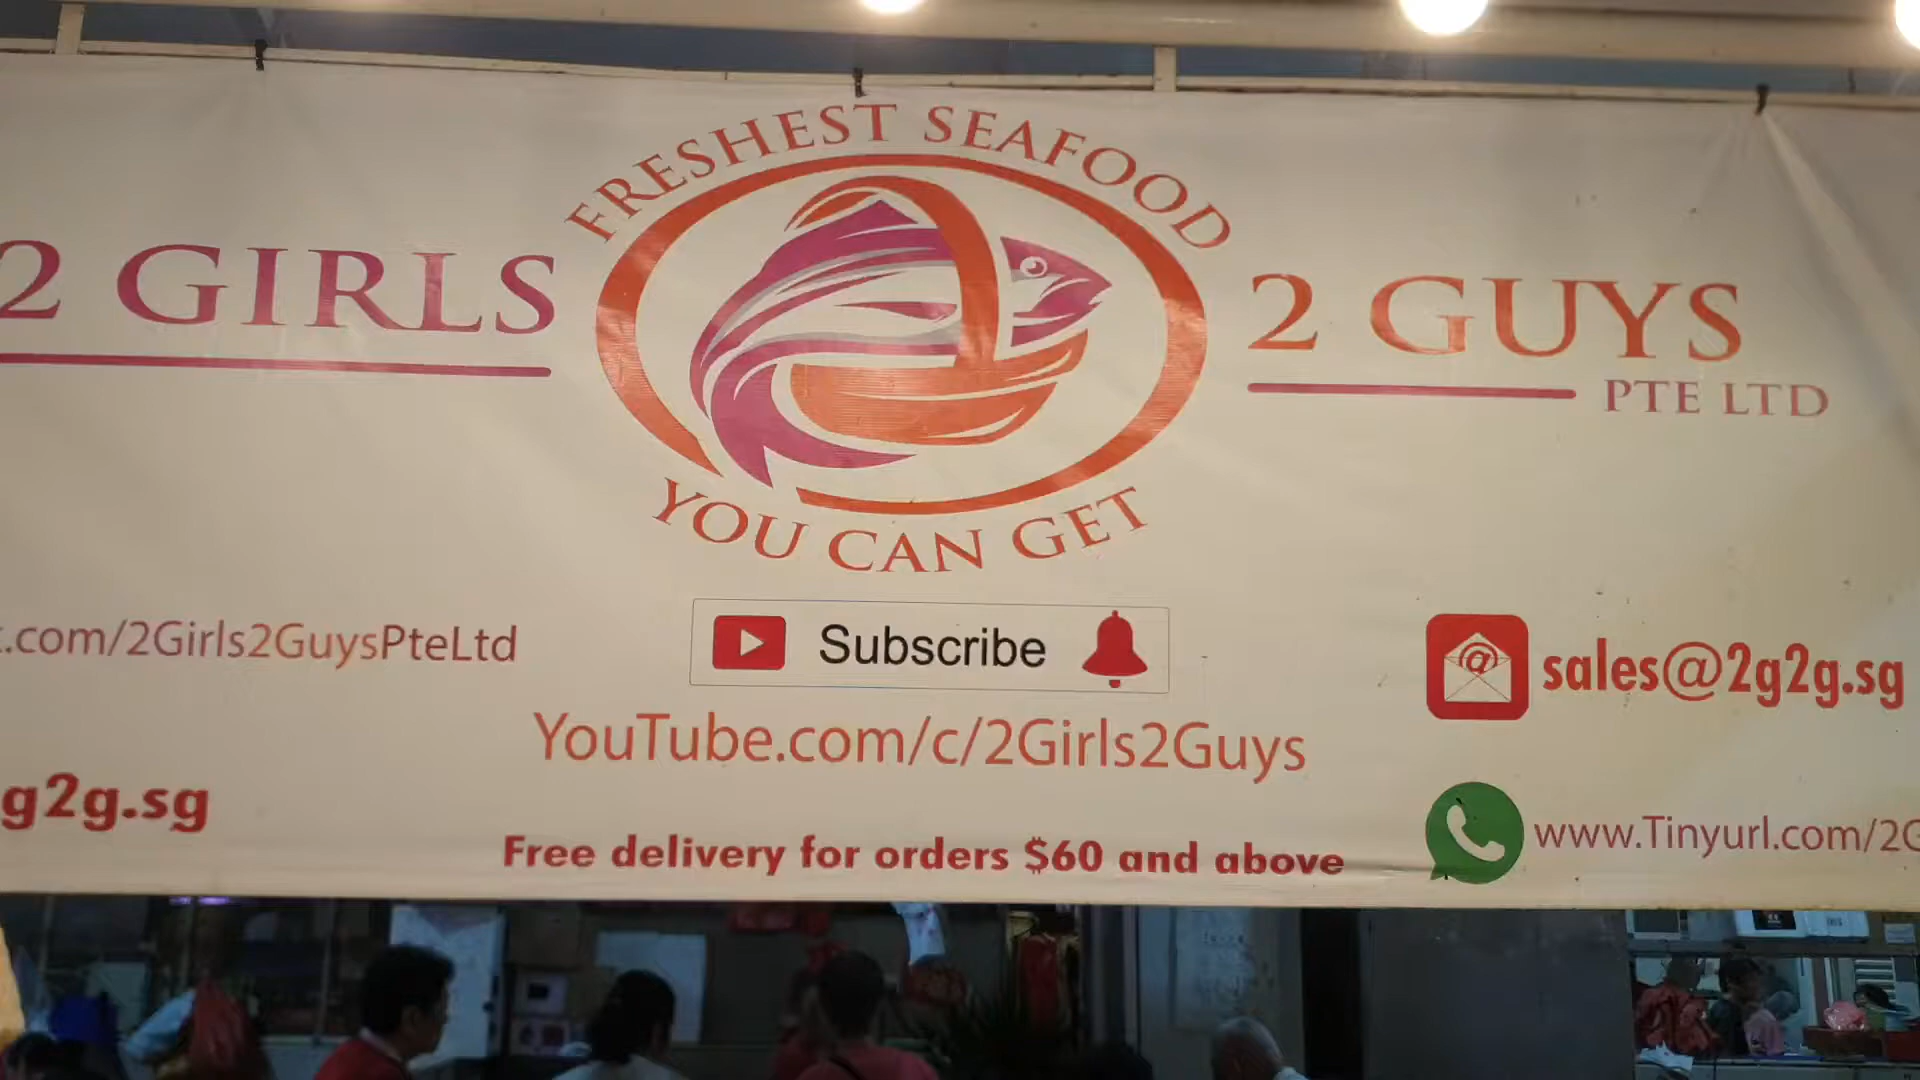 FRESHEST SEAFOOD
2 GIRLS
2 GUYS
PTE LTD
YOU CAN GET
.com/2Girls2GuysPteLtd
Subscribe
sales@2g2g.sg
YouTube.com/c/2Girls2Guys
g2g.sg
www.Tinyurl.com/2G
Free delivery for orders $60 and above